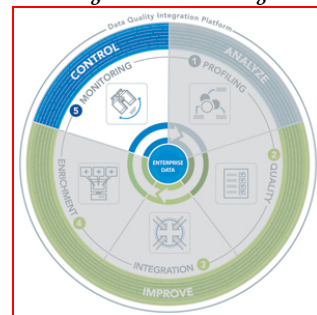 Data Quality Integration Platform
CONTROL
ANALYZE
5 MONITORING
1 PROFILING
ENTERPRISE
DATA
ENRICHMENT 4
2 QUALITY
INTEGRATION 3
IMPROVE